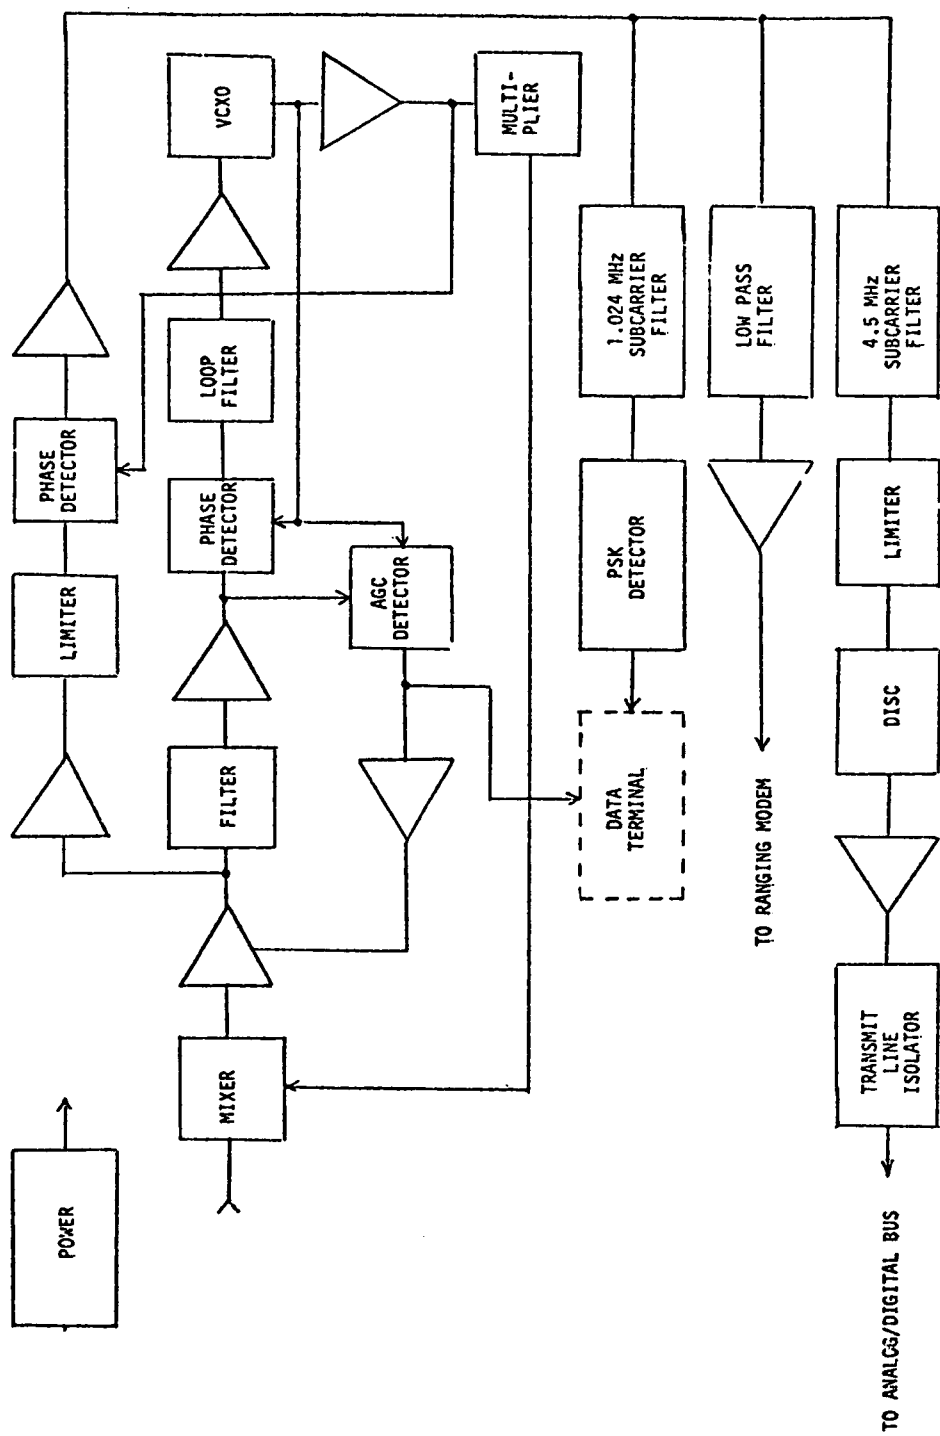 POWER
MIXER
FILTER
PHASE
DETECTOR
LOOP
FILTER
VCXO
MULTI-
PLIER
LIMITER
PHASE
DETECTOR
AGC
DETECTOR
DATA
TERMINAL
PSK
DETECTOR
1.024 MHz
SUBCARRIER
FILTER
TO RANGING MODEM
LOW PASS
FILTER
TO ANALOG/DIGITAL BUS
TRANSMIT
LINE
ISOLATOR
DISC
LIMITER
4.5 MHz
SUBCARRIER
FILTER